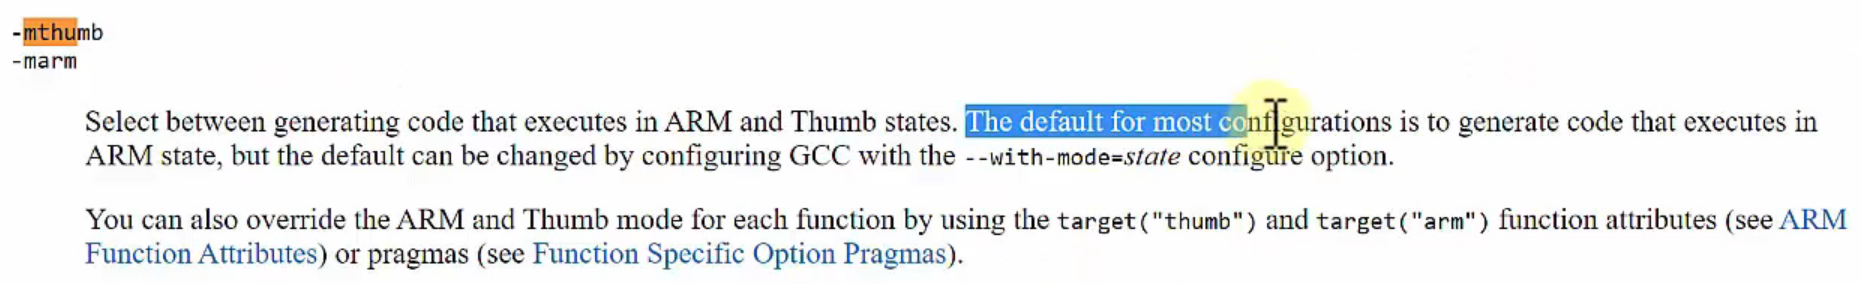 -mthumb
-marm
Select between generating code that executes in ARM and Thumb states. The default for most configurations is to generate code that executes in
ARM state, but the default can be changed by configuring GCC with the --with-mode=state configure option.
You can also override the ARM and Thumb mode for each function by using the target("thumb") and target("arm") function attributes (see ARM
Function Attributes) or pragmas (see Function Specific Option Pragmas).